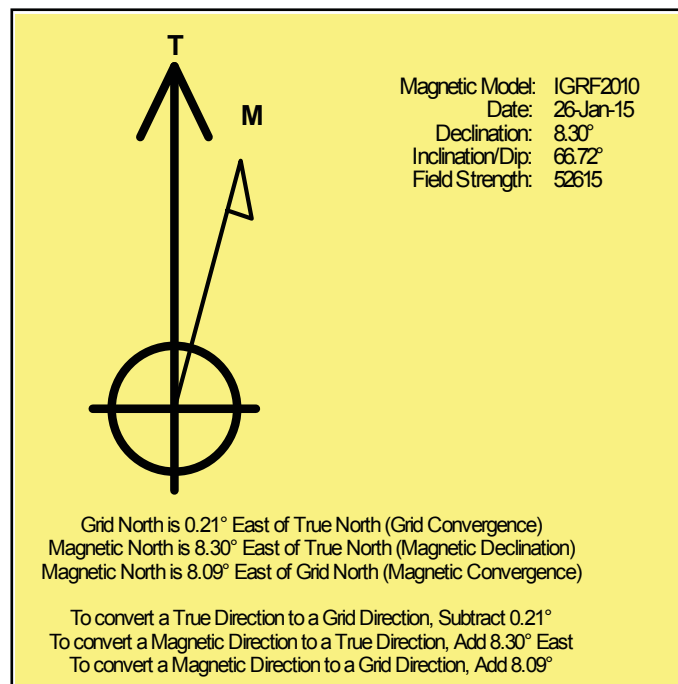 T
M
Magnetic Model: IGRF2010
Date: 26-Jan-15
Declination: 8.30°
Inclination/Dip: 66.72°
Field Strength: 52615
Grid North is 0.21° East of True North (Grid Convergence)
Magnetic North is 8.30° East of True North (Magnetic Declination)
Magnetic North is 8.09° East of Grid North (Magnetic Convergence)
To convert a True Direction to a Grid Direction, Subtract 0.21°
To convert a Magnetic Direction to a True Direction, Add 8.30° East
To convert a Magnetic Direction to a Grid Direction, Add 8.09°